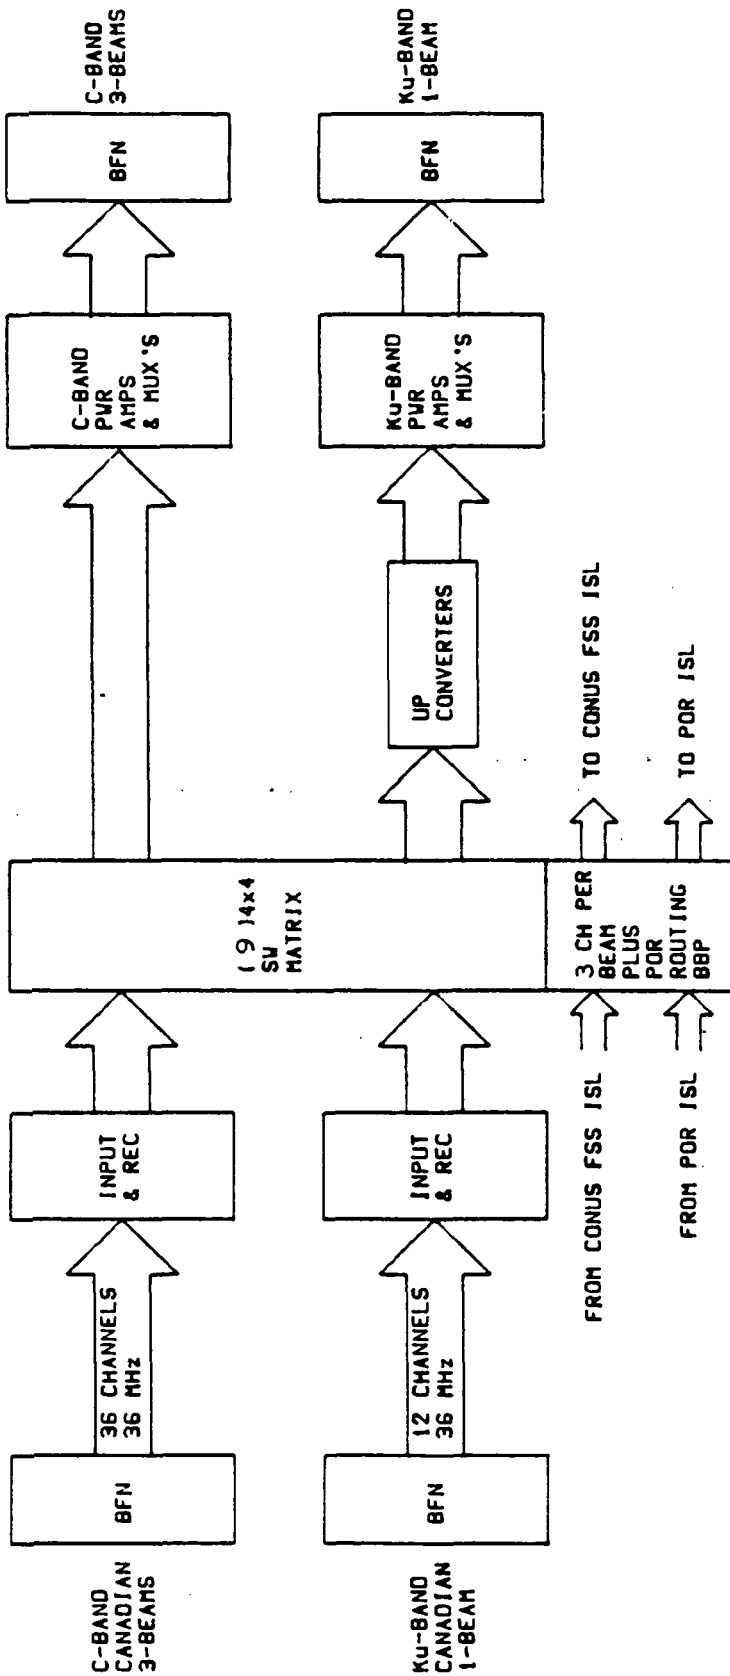 C-BAND
CANADIAN
3-BEAMS
BFN
36 CHANNELS
36 MHz
INPUT
& REC
C-BAND
PWR
AMPS
& MUX'S
BFN
C-BAND
3-BEAMS
Ku-BAND
CANADIAN
1-BEAM
BFN
12 CHANNELS
36 MHz
INPUT
& REC
( 9 )4x4
SW
MATRIX
UP
CONVERTERS
Ku-BAND
PWR
AMPS
& MUX'S
BFN
Ku-BAND
1-BEAM
FROM CONUS FSS ISL
FROM POR ISL
3 CH PER
BEAM
PLUS
POR
ROUTING
BBP
TO CONUS FSS ISL
TO POR ISL